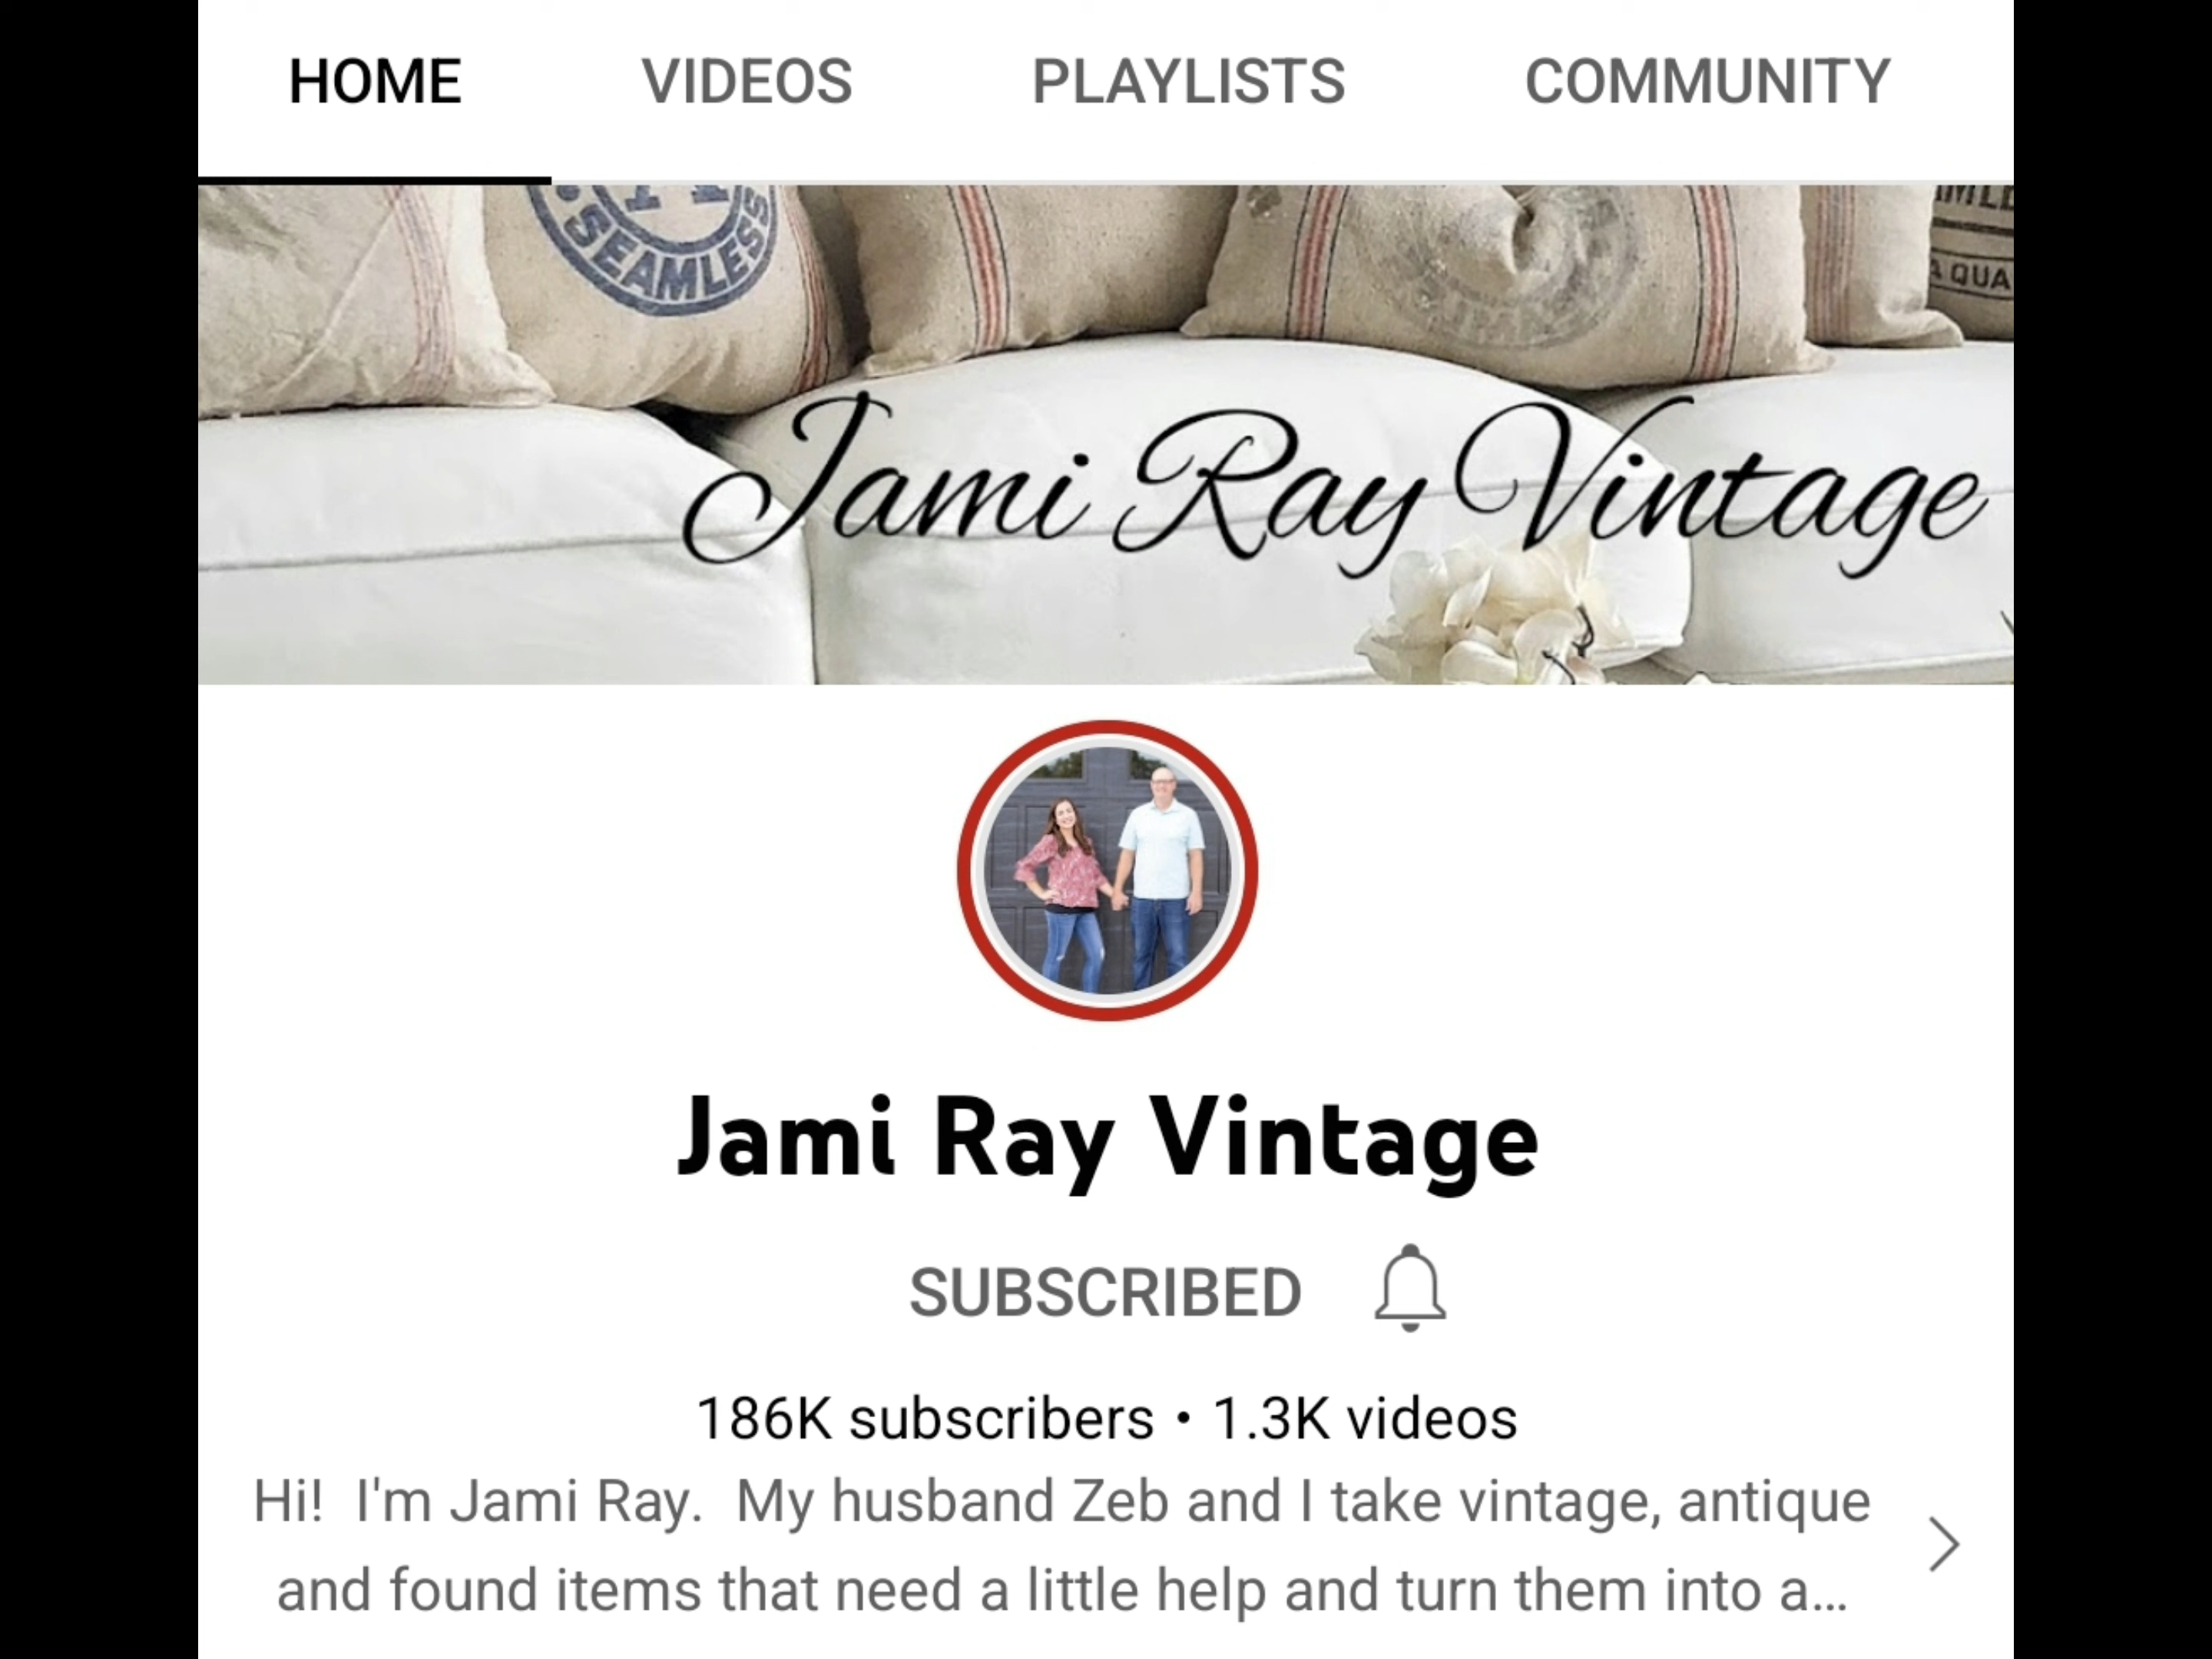 HOME VIDEOS PLAYLISTS COMMUNITY
SEAMLESS
A QUA
Jami Ray Vintage
Jami Ray Vintage
SUBSCRIBED
186K subscribers • 1.3K videos
Hi!  I'm Jami Ray.  My husband Zeb and I take vintage, antique
and found items that need a little help and turn them into a...